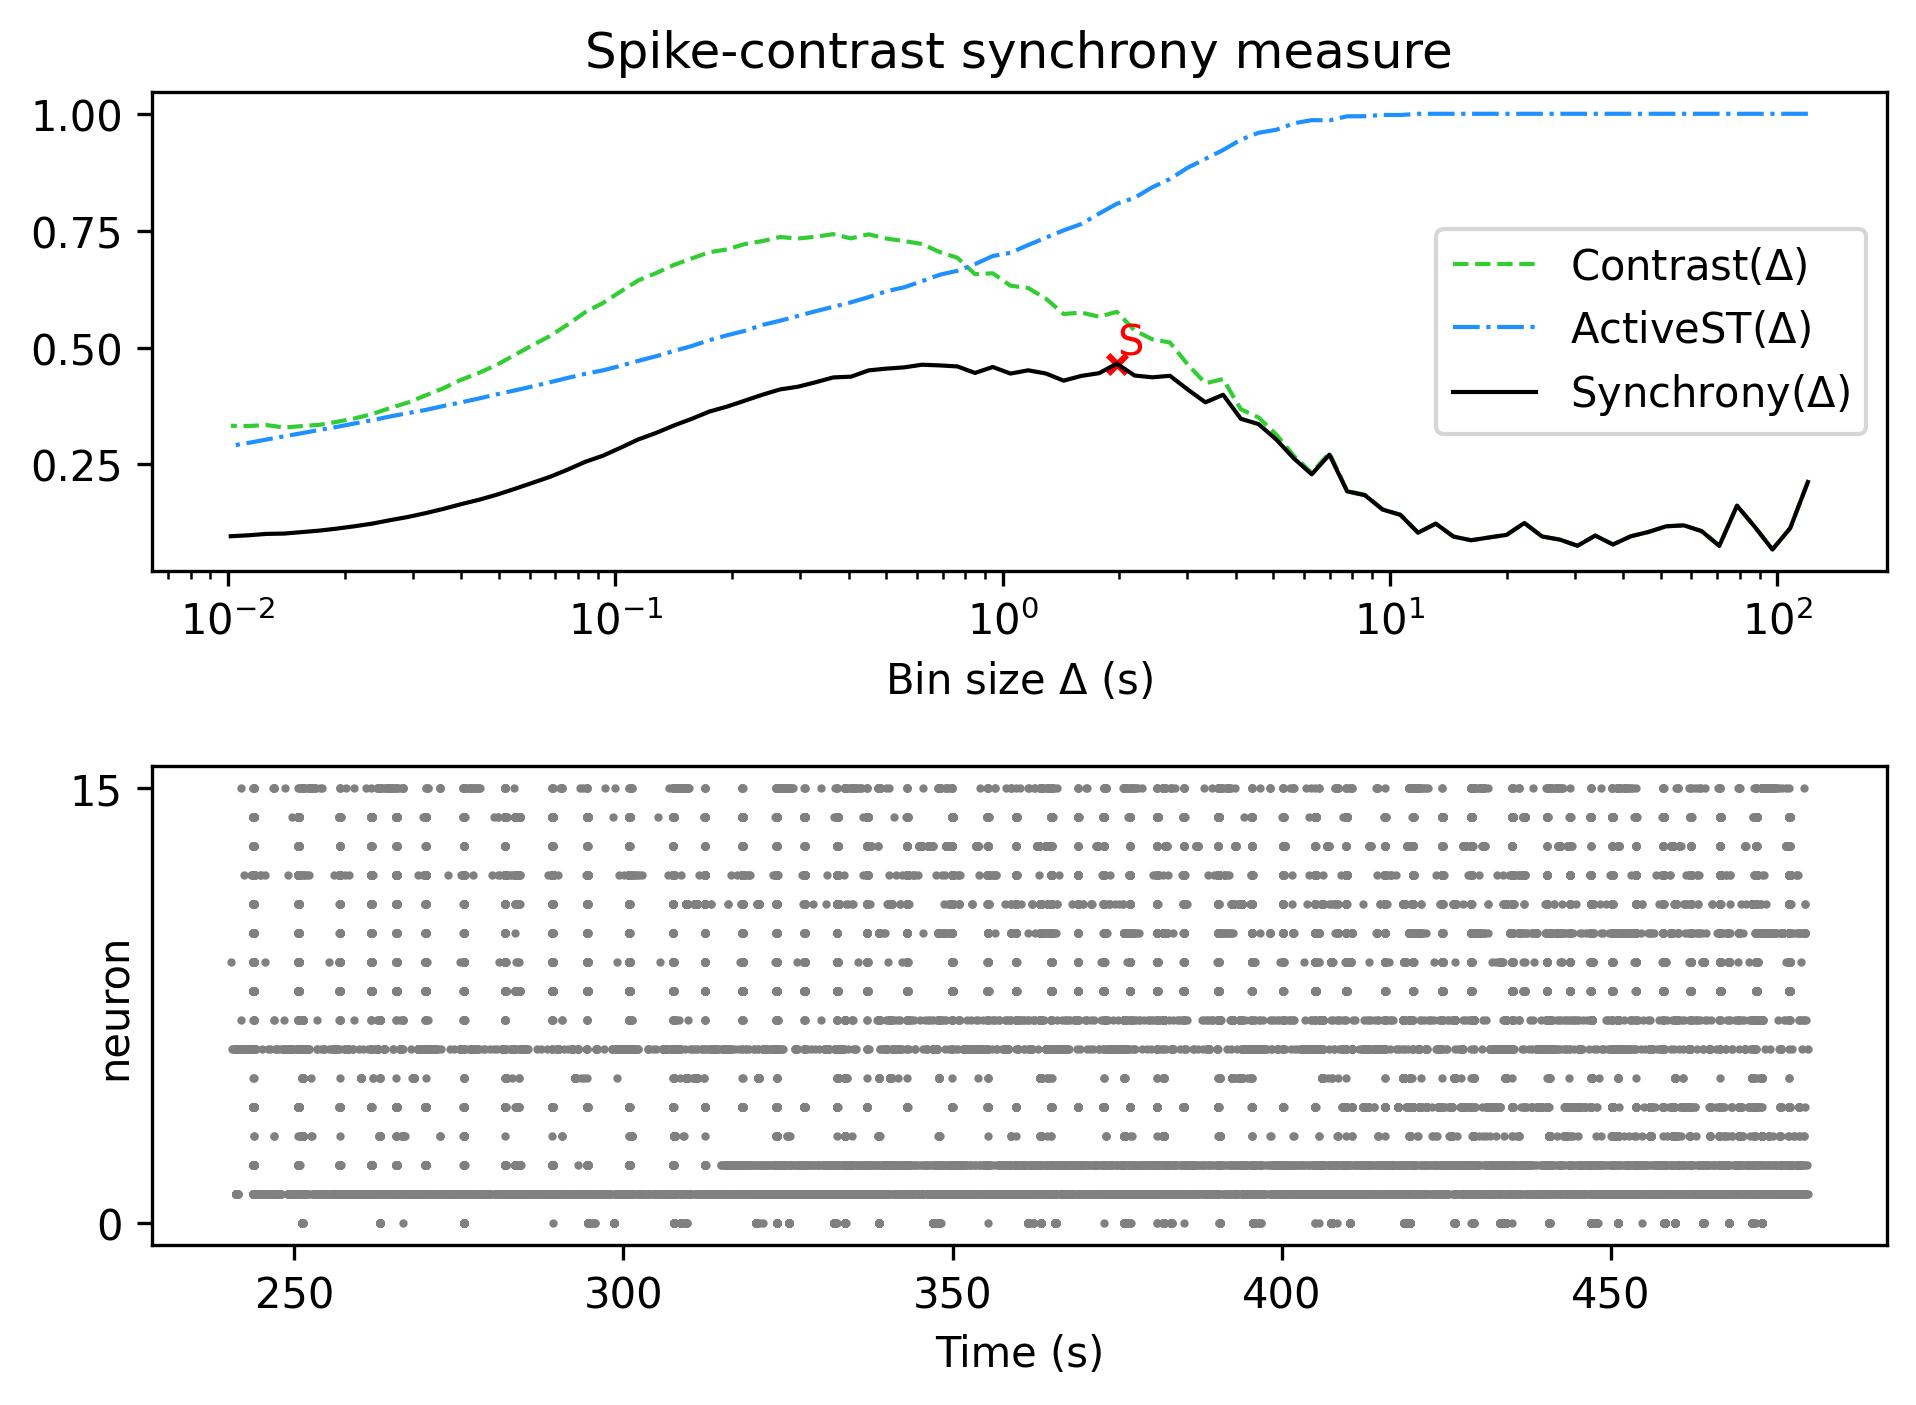 Spike-contrast synchrony measure
1.00
0.75
0.50
0.25
S
Contrast(Δ)
ActiveST(Δ)
Synchrony(Δ)
10⁻² 10⁻¹ 10⁰ 10¹ 10²
Bin size Δ (s)
15
neuron
0
250 300 350 400 450
Time (s)